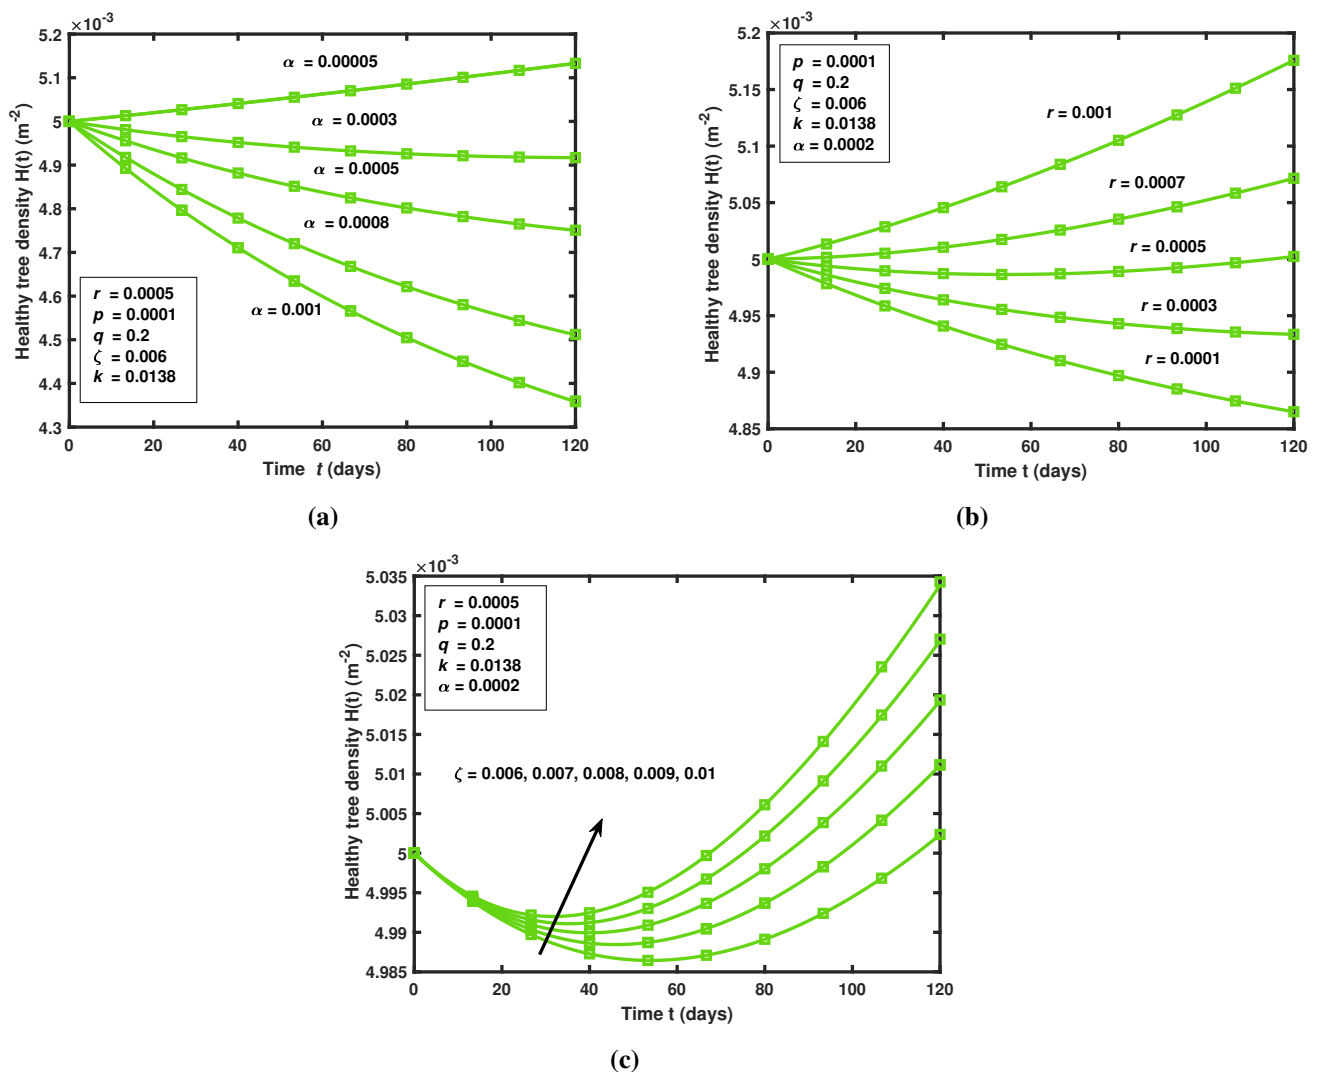 ×10⁻³
5.2
5.1
5
4.9
4.8
4.7
4.6
4.5
4.4
4.3
Healthy tree density H(t) (m⁻²)
α = 0.00005
α = 0.0003
α = 0.0005
α = 0.0008
α = 0.001
r = 0.0005
p = 0.0001
q = 0.2
ζ = 0.006
k = 0.0138
0 20 40 60 80 100 120
Time t (days)
(a)
×10⁻³
5.2
5.15
5.1
5.05
5
4.95
4.9
4.85
Healthy tree density H(t) (m⁻²)
p = 0.0001
q = 0.2
ζ = 0.006
k = 0.0138
α = 0.0002
r = 0.001
r = 0.0007
r = 0.0005
r = 0.0003
r = 0.0001
0 20 40 60 80 100 120
Time t (days)
(b)
×10⁻³
5.035
5.03
5.025
5.02
5.015
5.01
5.005
5
4.995
4.99
4.985
Healthy tree density H(t) (m⁻²)
r = 0.0005
p = 0.0001
q = 0.2
k = 0.0138
α = 0.0002
ζ = 0.006, 0.007, 0.008, 0.009, 0.01
0 20 40 60 80 100 120
Time t (days)
(c)